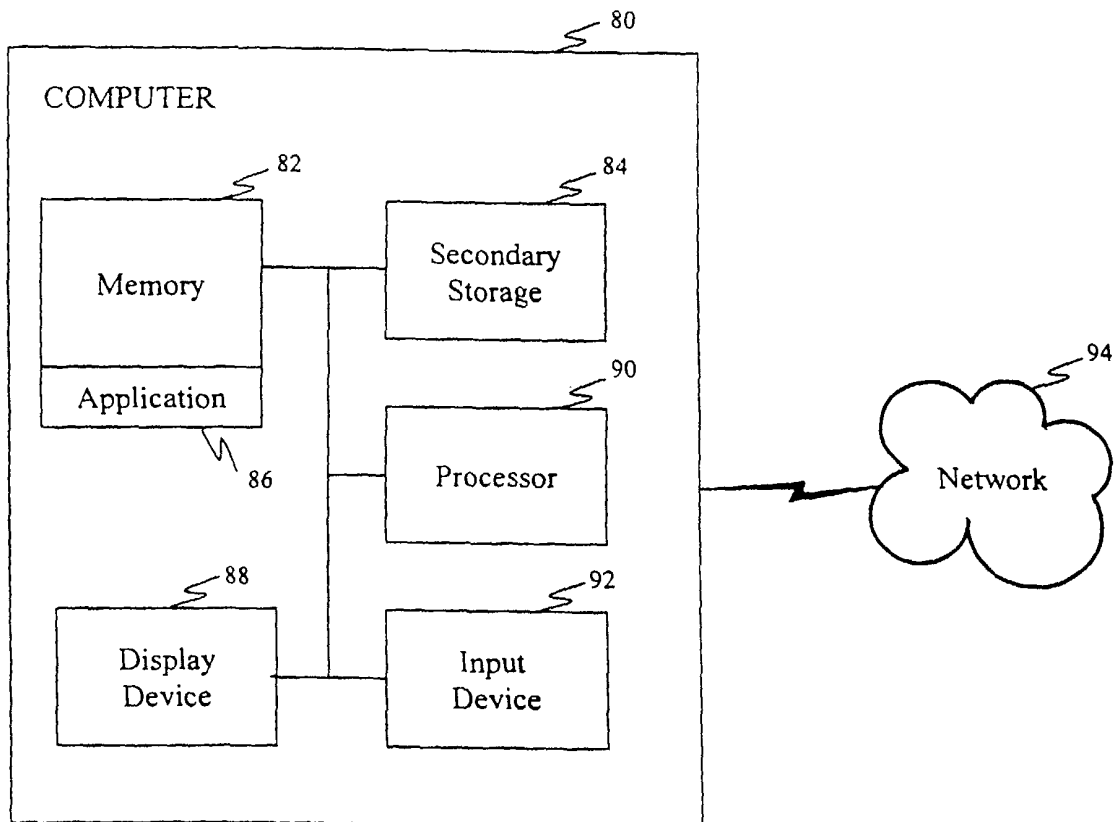 80
COMPUTER
82
84
Memory
Secondary
Storage
90
94
Application
86
Processor
Network
88
92
Display
Device
Input
Device